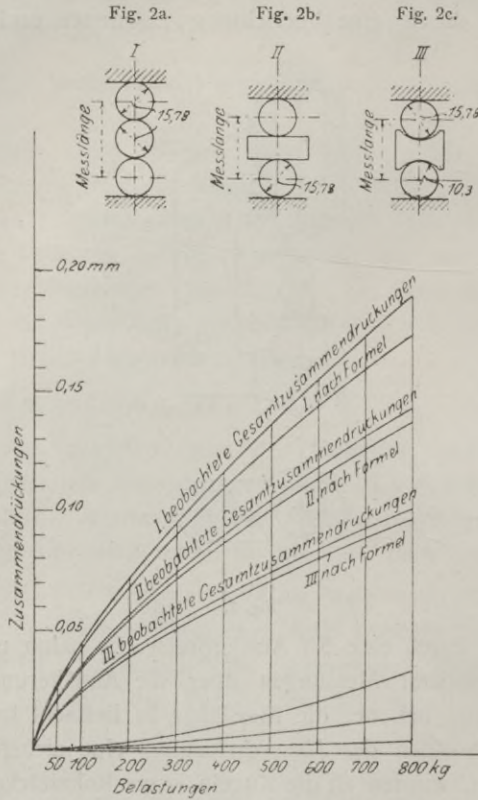 Fig. 2a. Fig. 2b. Fig. 2c.
I II III
Messlänge 15,78
Messlänge 15,78
Messlänge 15,78
10,3
0,20 mm
0,15
0,10
0,05
Zusammendrückungen
I beobachtete Gesamtzusammendrückungen
I. nach Formel
II beobachtete Gesamtzusammendrückungen
II. nach Formel
III. beobachtete Gesamtzusammendrückungen
III nach Formel
50 100 200 300 400 500 600 700 800 kg
Belastungen